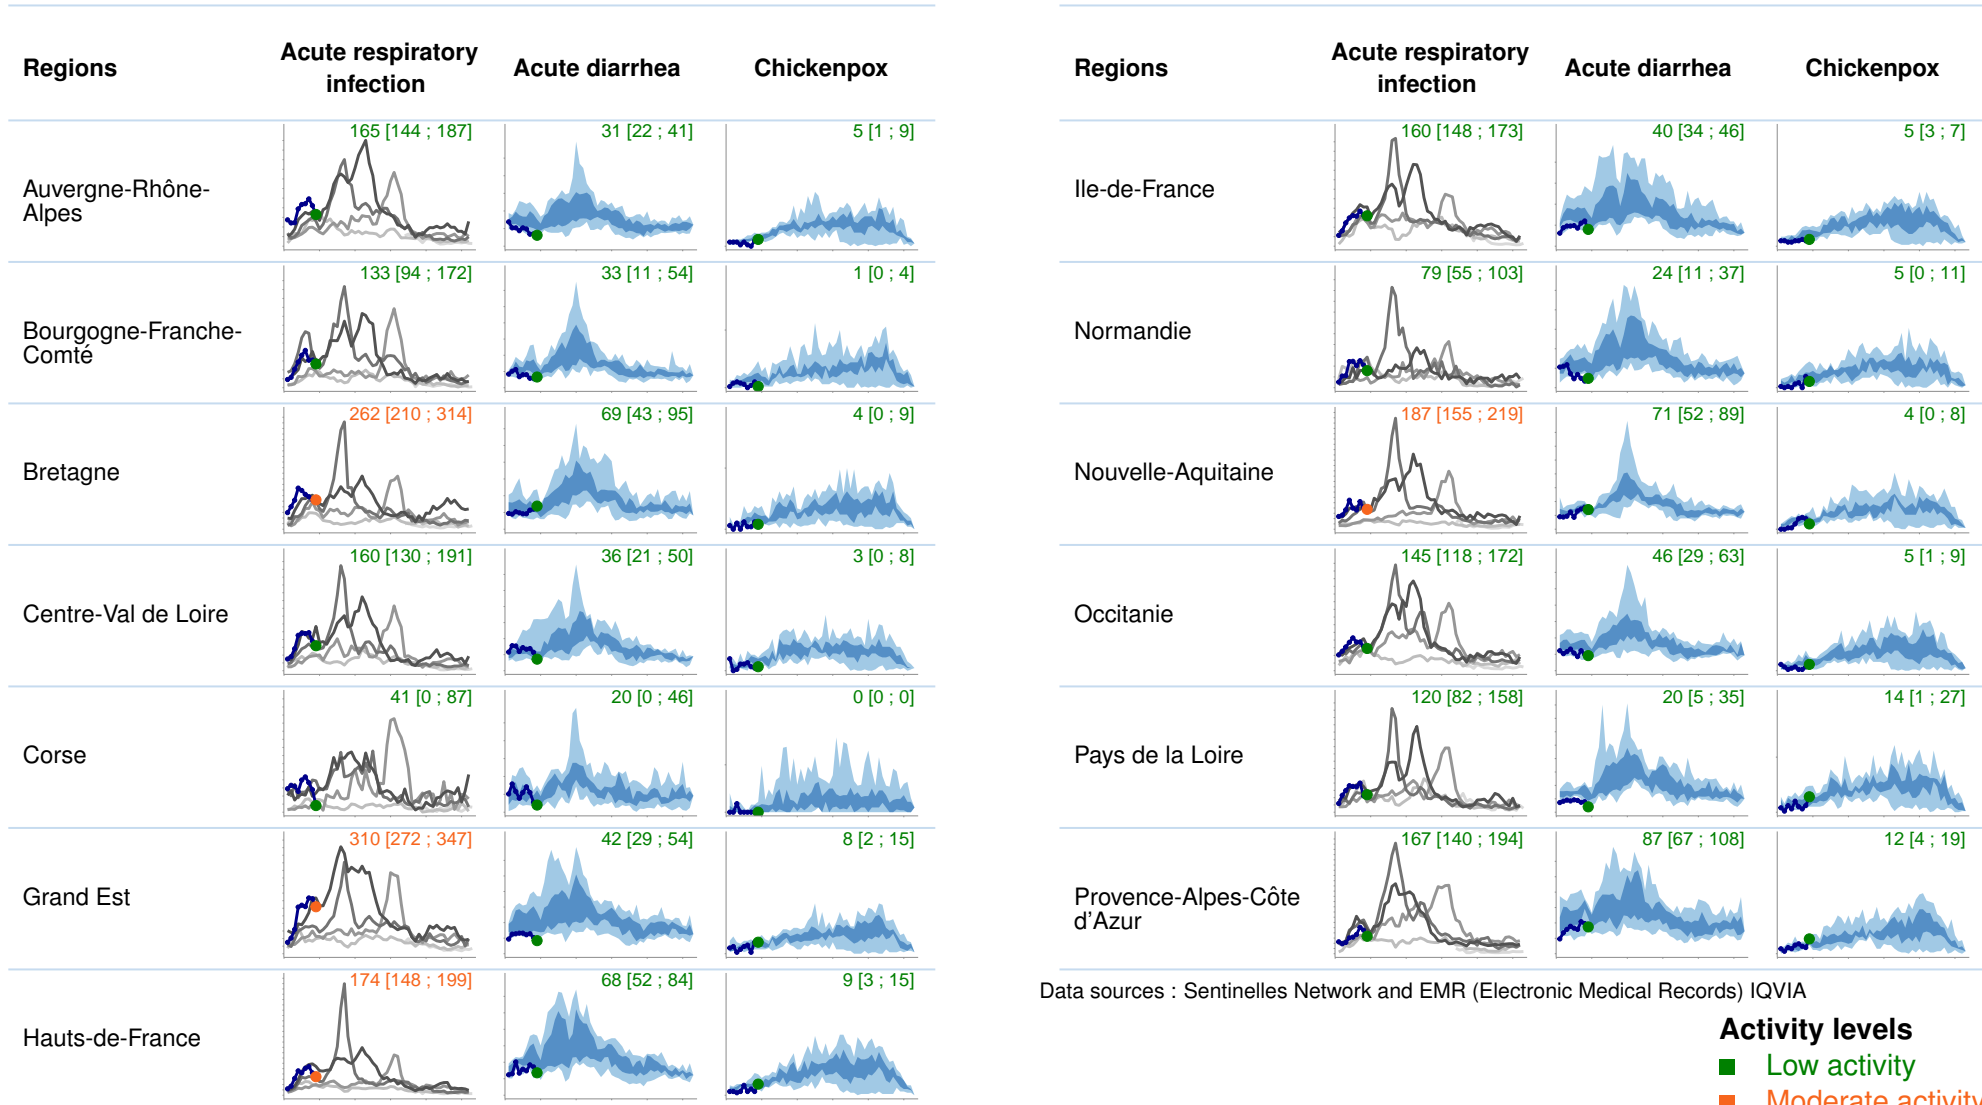 Regions
Acute respiratory
infection
Acute diarrhea
Chickenpox
Auvergne-Rhône-
Alpes
165 [144 ; 187]
31 [22 ; 41]
5 [1 ; 9]
Bourgogne-Franche-
Comté
133 [94 ; 172]
33 [11 ; 54]
1 [0 ; 4]
Bretagne
262 [210 ; 314]
69 [43 ; 95]
4 [0 ; 9]
Centre-Val de Loire
160 [130 ; 191]
36 [21 ; 50]
3 [0 ; 8]
Corse
41 [0 ; 87]
20 [0 ; 46]
0 [0 ; 0]
Grand Est
310 [272 ; 347]
42 [29 ; 54]
8 [2 ; 15]
Hauts-de-France
174 [148 ; 199]
68 [52 ; 84]
9 [3 ; 15]
Regions
Acute respiratory
infection
Acute diarrhea
Chickenpox
Ile-de-France
160 [148 ; 173]
40 [34 ; 46]
5 [3 ; 7]
Normandie
79 [55 ; 103]
24 [11 ; 37]
5 [0 ; 11]
Nouvelle-Aquitaine
187 [155 ; 219]
71 [52 ; 89]
4 [0 ; 8]
Occitanie
145 [118 ; 172]
46 [29 ; 63]
5 [1 ; 9]
Pays de la Loire
120 [82 ; 158]
20 [5 ; 35]
14 [1 ; 27]
Provence-Alpes-Côte
d'Azur
167 [140 ; 194]
87 [67 ; 108]
12 [4 ; 19]
Data sources : Sentinelles Network and EMR (Electronic Medical Records) IQVIA
Activity levels
Low activity
Moderate activity